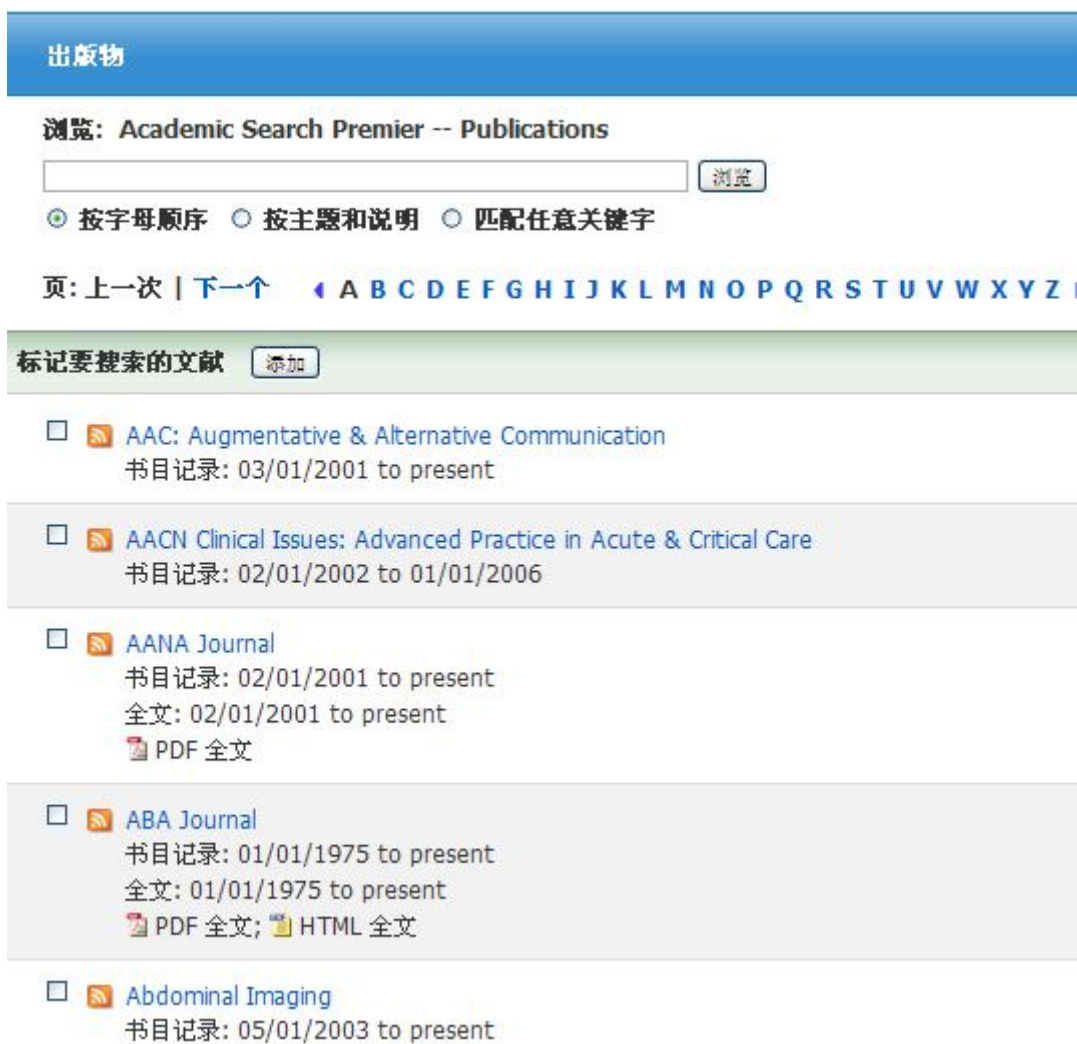 出版物
浏览: Academic Search Premier -- Publications
浏览
按字母顺序 按主题和说明 匹配任意关键字
页: 上一次 | 下一个 A B C D E F G H I J K L M N O P Q R S T U V W X Y Z
标记要搜索的文献 添加
AAC: Augmentative & Alternative Communication
书目记录: 03/01/2001 to present
AACN Clinical Issues: Advanced Practice in Acute & Critical Care
书目记录: 02/01/2002 to 01/01/2006
AANA Journal
书目记录: 02/01/2001 to present
全文: 02/01/2001 to present
PDF 全文
ABA Journal
书目记录: 01/01/1975 to present
全文: 01/01/1975 to present
PDF 全文; HTML 全文
Abdominal Imaging
书目记录: 05/01/2003 to present